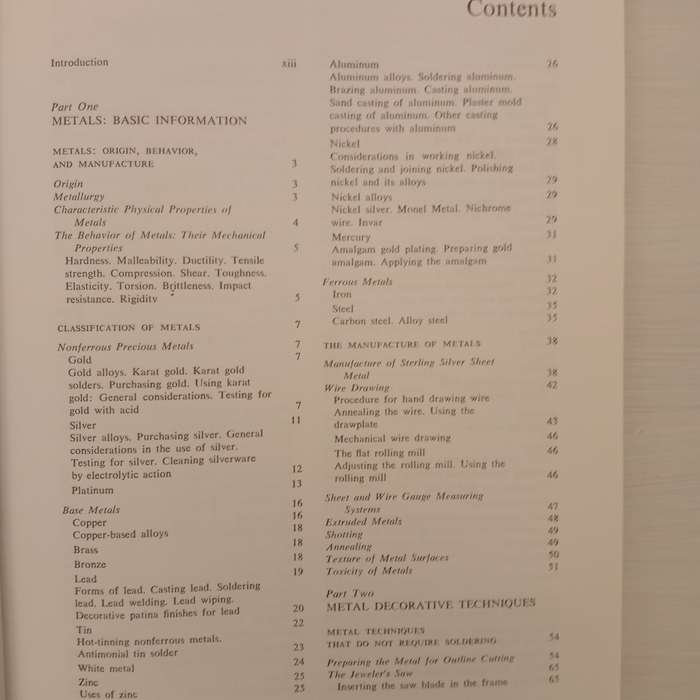 Contents
Introduction xiii
Part One
METALS: BASIC INFORMATION
METALS: ORIGIN, BEHAVIOR,
AND MANUFACTURE 3
Origin 3
Metallurgy 3
Characteristic Physical Properties of
Metals 4
The Behavior of Metals: Their Mechanical
Properties 5
Hardness. Malleability. Ductility. Tensile
strength. Compression. Shear. Toughness.
Elasticity. Torsion. Brittleness. Impact
resistance. Rigidity 5
CLASSIFICATION OF METALS 7
Nonferrous Precious Metals 7
Gold 7
Gold alloys. Karat gold. Karat gold
solders. Purchasing gold. Using karat
gold: General considerations. Testing for
gold with acid 7
Silver 11
Silver alloys. Purchasing silver. General
considerations in the use of silver.
Testing for silver. Cleaning silverware
by electrolytic action 12
Platinum 13
Base Metals 16
Copper 16
Copper-based alloys 18
Brass 18
Bronze 18
Lead 19
Forms of lead. Casting lead. Soldering
lead. Lead welding. Lead wiping.
Decorative patina finishes for lead 20
Tin 22
Hot-tinning nonferrous metals.
Antimonial tin solder 23
White metal 24
Zinc 25
Uses of zinc 25
Aluminum 26
Aluminum alloys. Soldering aluminum.
Brazing aluminum. Casting aluminum.
Sand casting of aluminum. Plaster mold
casting of aluminum. Other casting
procedures with aluminum 26
Nickel 28
Considerations in working nickel.
Soldering and joining nickel. Polishing
nickel and its alloys 29
Nickel alloys 29
Nickel silver. Monel Metal. Nichrome
wire. Invar 29
Mercury 31
Amalgam gold plating. Preparing gold
amalgam. Applying the amalgam 31
Ferrous Metals 32
Iron 32
Steel 35
Carbon steel. Alloy steel 35
THE MANUFACTURE OF METALS 38
Manufacture of Sterling Silver Sheet
Metal 38
Wire Drawing 42
Procedure for hand drawing wire
Annealing the wire. Using the
drawplate 43
Mechanical wire drawing 46
The flat rolling mill 46
Adjusting the rolling mill. Using the
rolling mill 46
Sheet and Wire Gauge Measuring
Systems 47
Extruded Metals 48
Shotting 49
Annealing 49
Texture of Metal Surfaces 50
Toxicity of Metals 51
Part Two
METAL DECORATIVE TECHNIQUES
METAL TECHNIQUES
THAT DO NOT REQUIRE SOLDERING 54
Preparing the Metal for Outline Cutting 54
The Jeweler's Saw 65
Inserting the saw blade in the frame 65